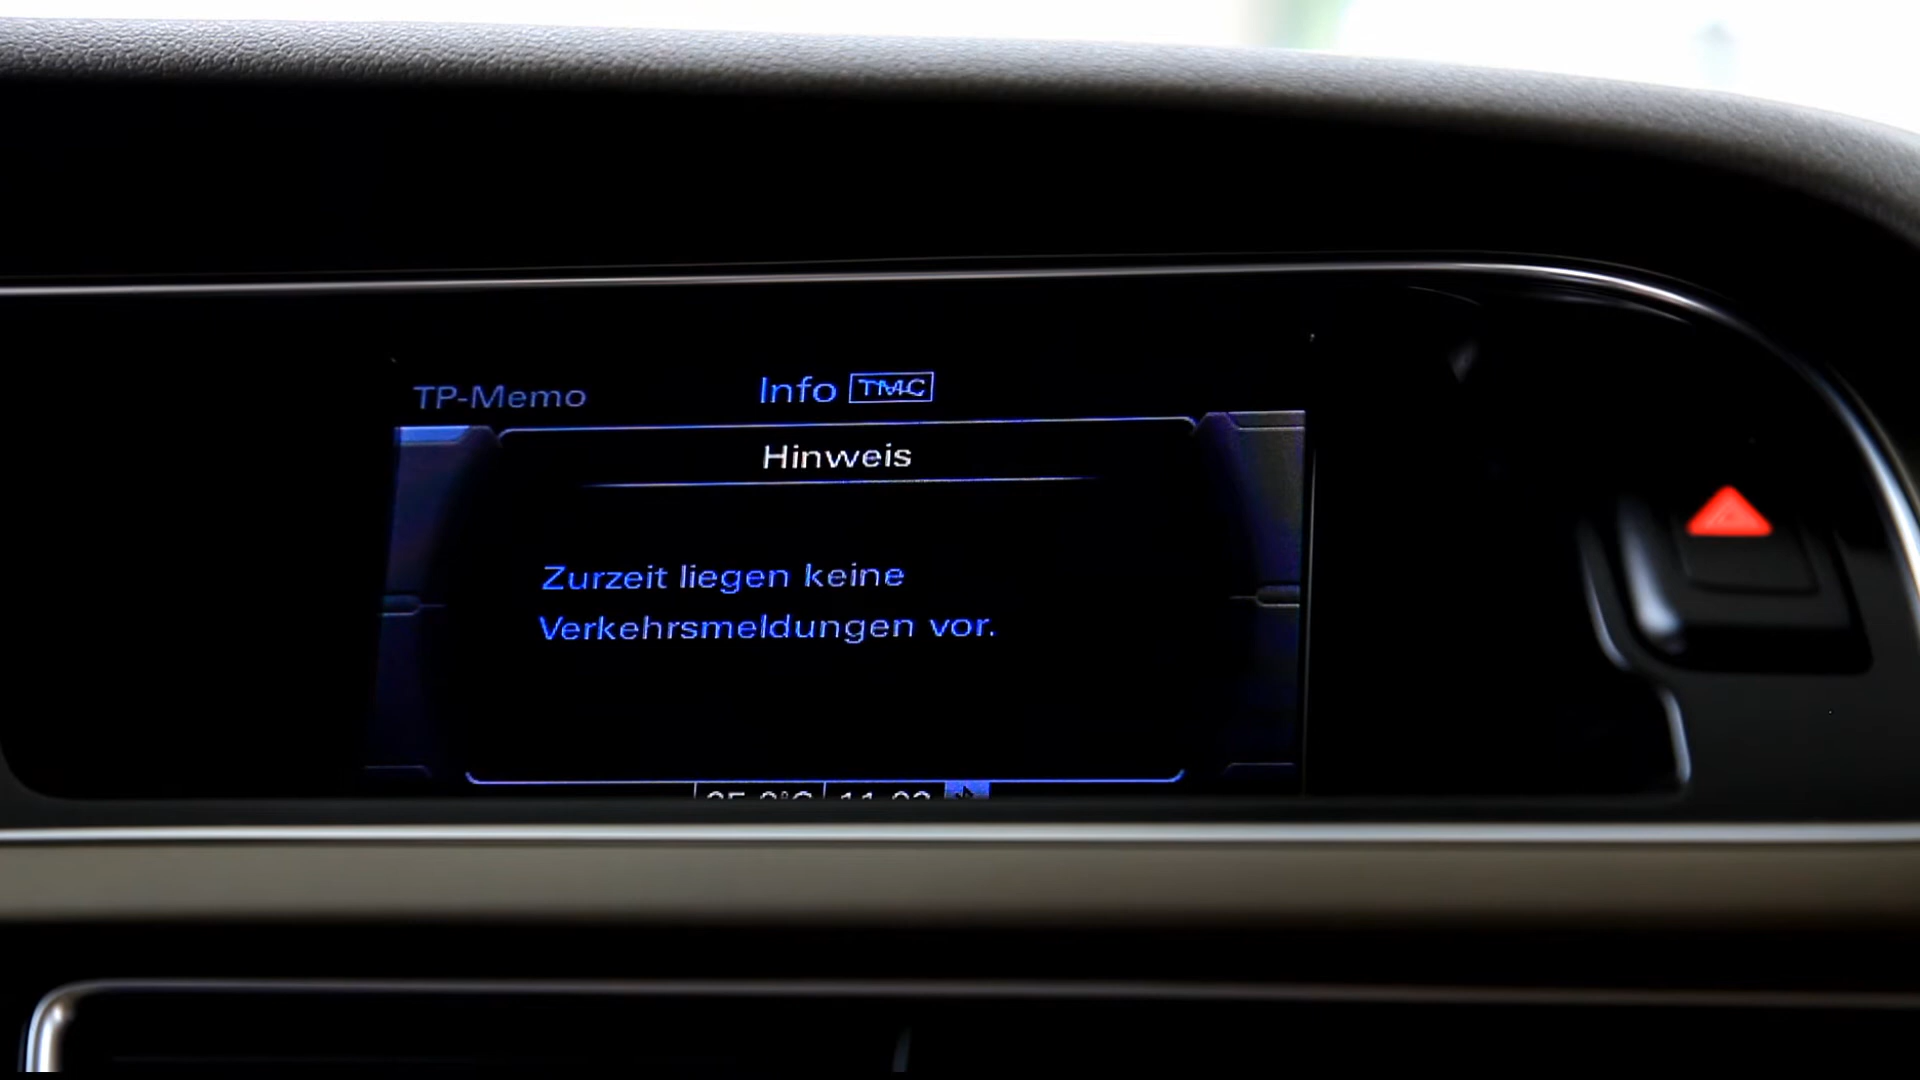 TP-Memo
Info TMC
Hinweis
Zurzeit liegen keine
Verkehrsmeldungen vor.